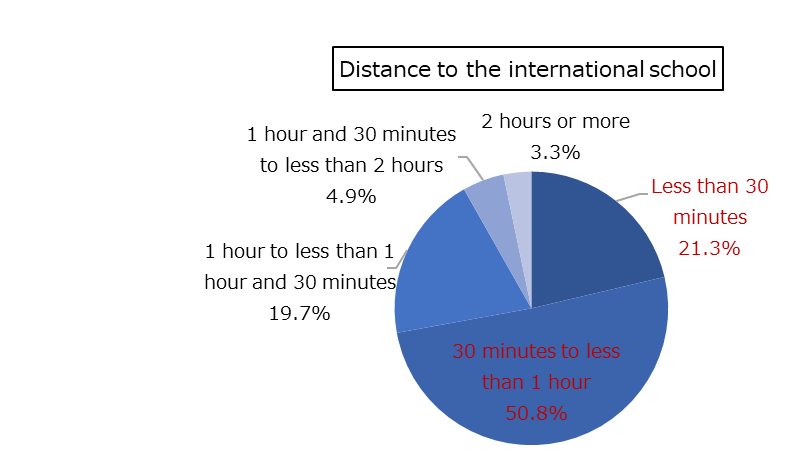 Distance to the international school
2 hours or more
3.3%
1 hour and 30 minutes
to less than 2 hours
4.9%
Less than 30
minutes
21.3%
1 hour to less than 1
hour and 30 minutes
19.7%
30 minutes to less
than 1 hour
50.8%